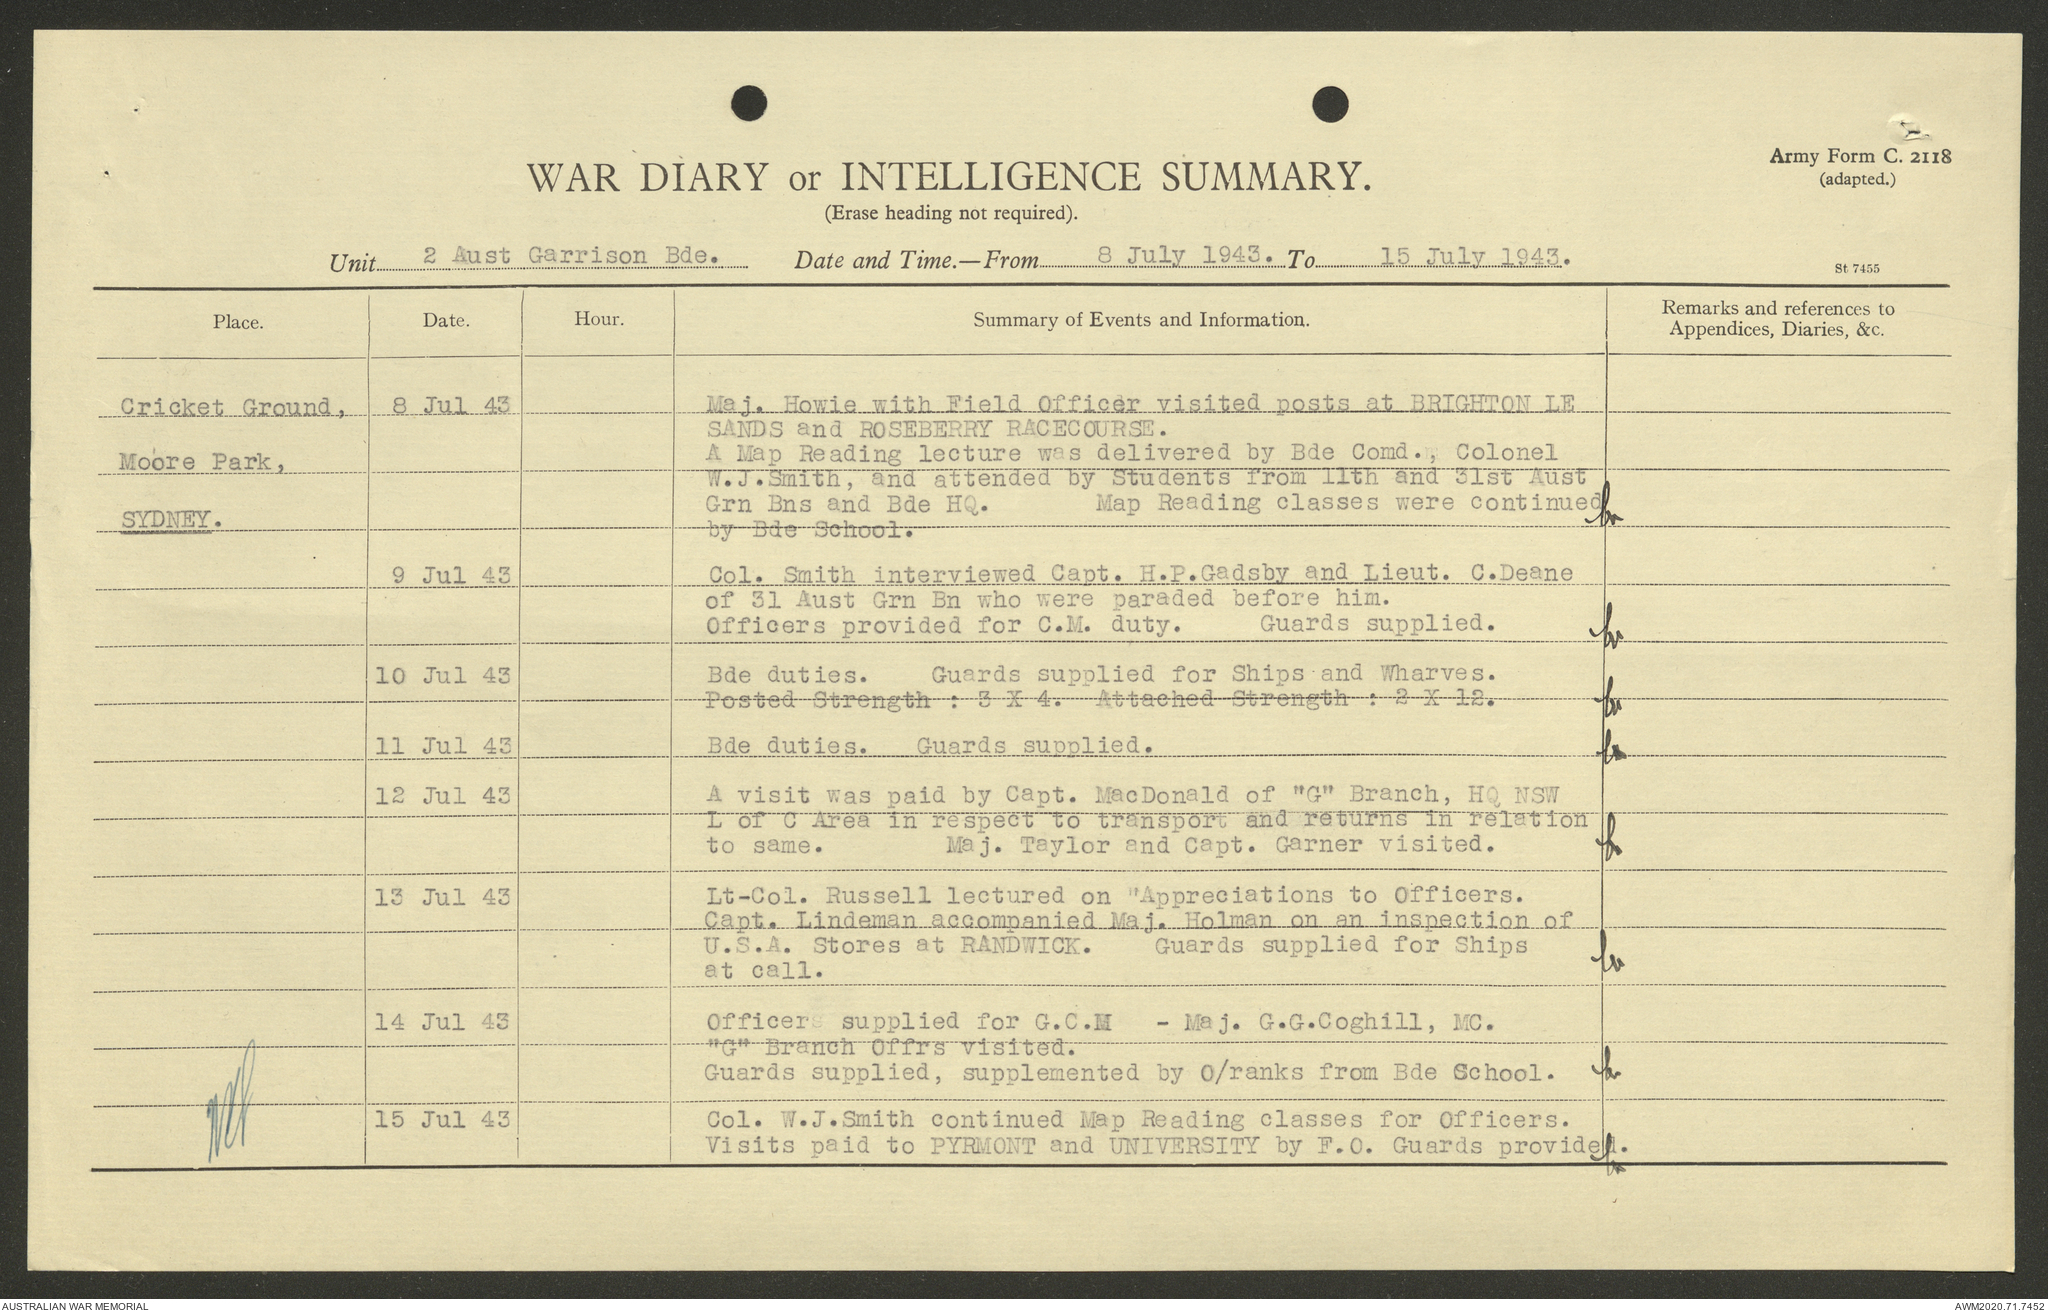 Army Form C. 2118
(adapted.)
WAR DIARY or INTELLIGENCE SUMMARY.
(Erase heading not required).
Unit 2 Aust Garrison Bde. Date and Time.—From 8 July 1943. To 15 July 1943.
St 7455
Place. Date. Hour. Summary of Events and Information. Remarks and references to
Appendices, Diaries, &c.
Cricket Ground, 8 Jul 43 Maj. Howie with Field Officer visited posts at BRIGHTON LE
SANDS and ROSEBERRY RACECOURSE.
Moore Park, A Map Reading lecture was delivered by Bde Comd., Colonel
W.J.Smith, and attended by Students from 11th and 31st Aust
Grn Bns and Bde HQ. Map Reading classes were continued
SYDNEY. by Bde School.
9 Jul 43 Col. Smith interviewed Capt. H.P.Gadsby and Lieut. C.Deane
of 31 Aust Grn Bn who were paraded before him.
Officers provided for C.M. duty. Guards supplied.
10 Jul 43 Bde duties. Guards supplied for Ships and Wharves.
Posted Strength : 3 X 4. Attached Strength : 2 X 12.
11 Jul 43 Bde duties. Guards supplied.
12 Jul 43 A visit was paid by Capt. MacDonald of "G" Branch, HQ NSW
L of C Area in respect to transport and returns in relation
to same. Maj. Taylor and Capt. Garner visited.
13 Jul 43 Lt-Col. Russell lectured on "Appreciations to Officers.
Capt. Lindeman accompanied Maj. Holman on an inspection of
U.S.A. Stores at RANDWICK. Guards supplied for Ships
at call.
14 Jul 43 Officers supplied for G.C.M - Maj. G.G.Coghill, MC.
"G" Branch Offrs visited.
Guards supplied, supplemented by O/ranks from Bde School.
15 Jul 43 Col. W.J.Smith continued Map Reading classes for Officers.
Visits paid to PYRMONT and UNIVERSITY by F.O. Guards provided.
AUSTRALIAN WAR MEMORIAL AWM2020.71.7452